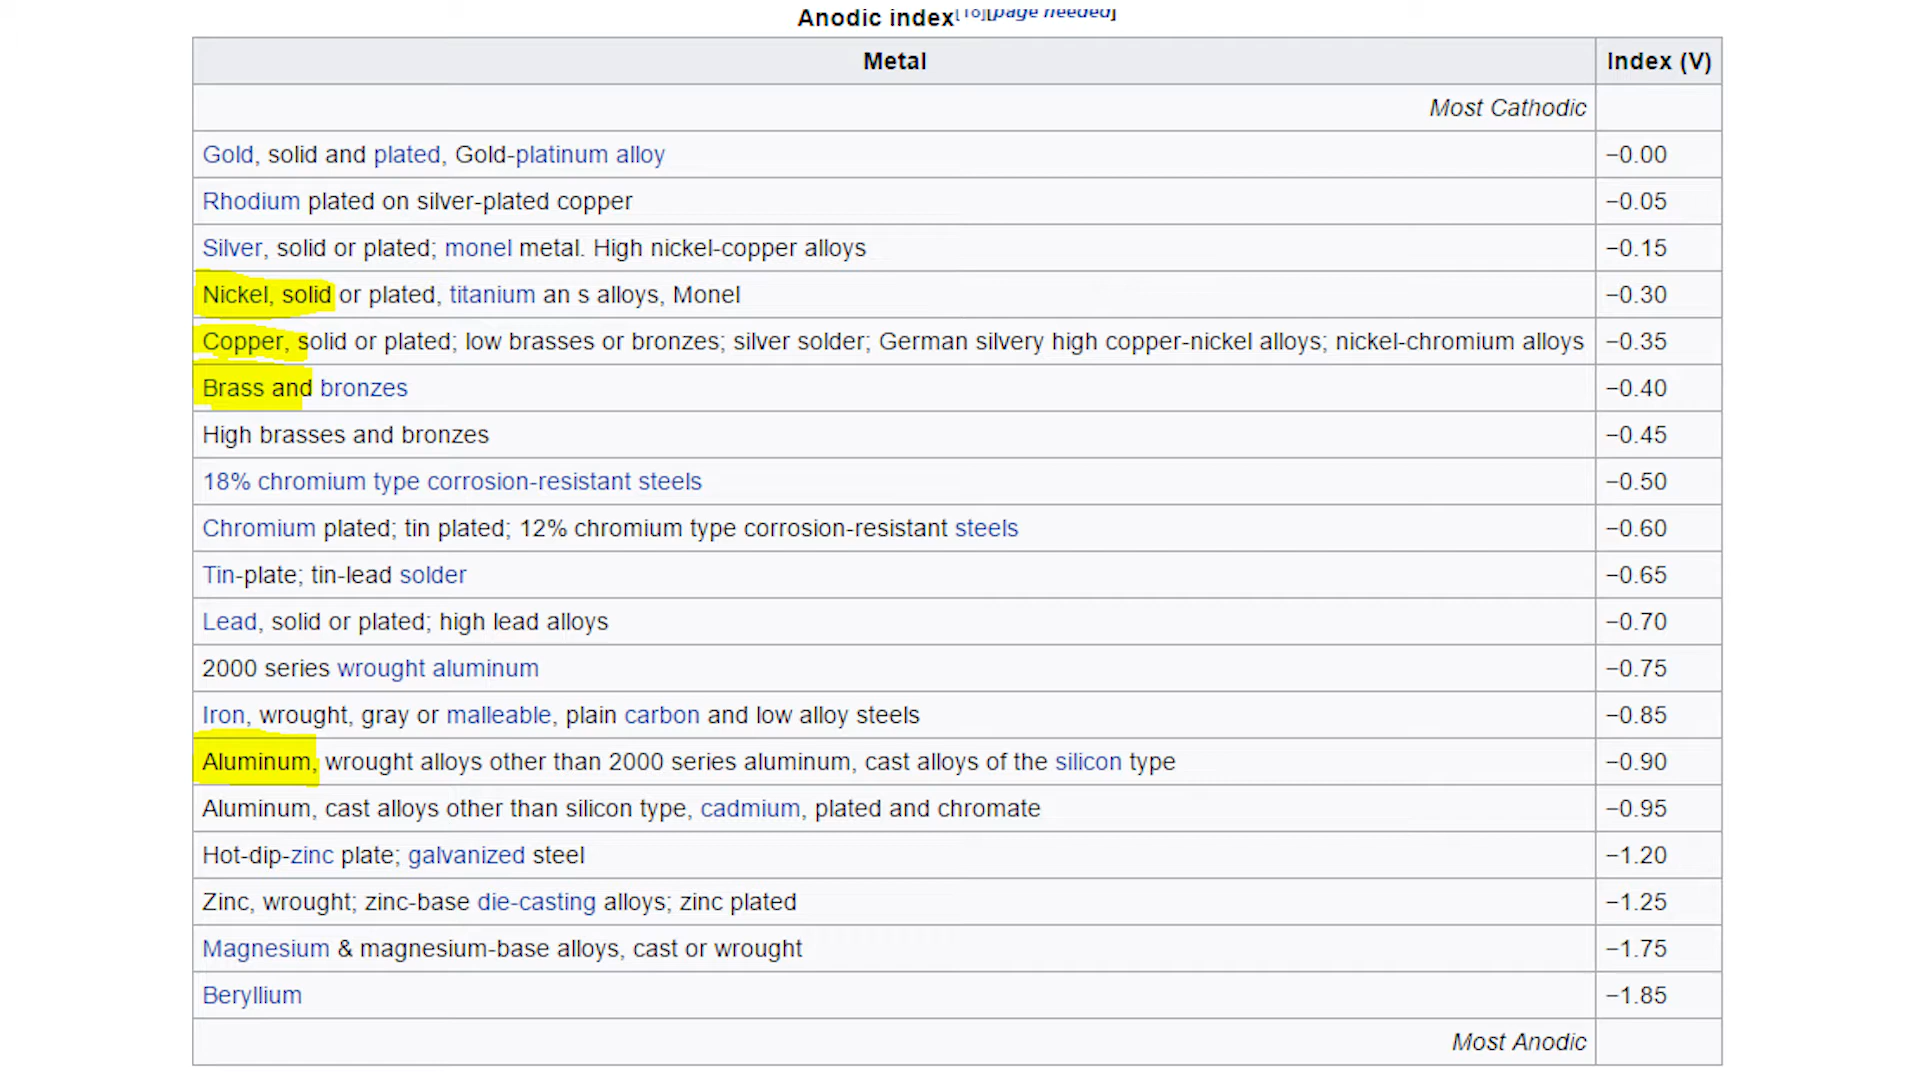 Anodic index[18][page needed]
Metal Index (V)
Most Cathodic
Gold, solid and plated, Gold-platinum alloy −0.00
Rhodium plated on silver-plated copper −0.05
Silver, solid or plated; monel metal. High nickel-copper alloys −0.15
Nickel, solid or plated, titanium an s alloys, Monel −0.30
Copper, solid or plated; low brasses or bronzes; silver solder; German silvery high copper-nickel alloys; nickel-chromium alloys −0.35
Brass and bronzes −0.40
High brasses and bronzes −0.45
18% chromium type corrosion-resistant steels −0.50
Chromium plated; tin plated; 12% chromium type corrosion-resistant steels −0.60
Tin-plate; tin-lead solder −0.65
Lead, solid or plated; high lead alloys −0.70
2000 series wrought aluminum −0.75
Iron, wrought, gray or malleable, plain carbon and low alloy steels −0.85
Aluminum, wrought alloys other than 2000 series aluminum, cast alloys of the silicon type −0.90
Aluminum, cast alloys other than silicon type, cadmium, plated and chromate −0.95
Hot-dip-zinc plate; galvanized steel −1.20
Zinc, wrought; zinc-base die-casting alloys; zinc plated −1.25
Magnesium & magnesium-base alloys, cast or wrought −1.75
Beryllium −1.85
Most Anodic